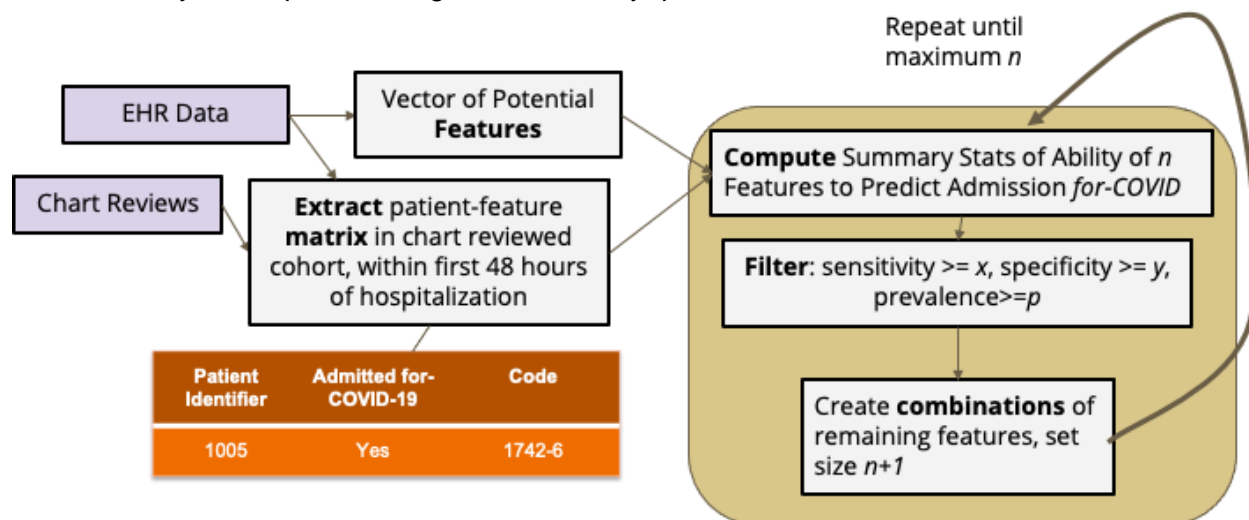 Repeat until
maximum n
EHR Data
Vector of Potential
Features
Chart Reviews
Extract patient-feature
matrix in chart reviewed
cohort, within first 48 hours
of hospitalization
Compute Summary Stats of Ability of n
Features to Predict Admission for-COVID
Filter: sensitivity >= x, specificity >= y,
prevalence>=p
Create combinations of
remaining features, set
size n+1
Patient
Identifier
Admitted for-
COVID-19
Code
1005
Yes
1742-6